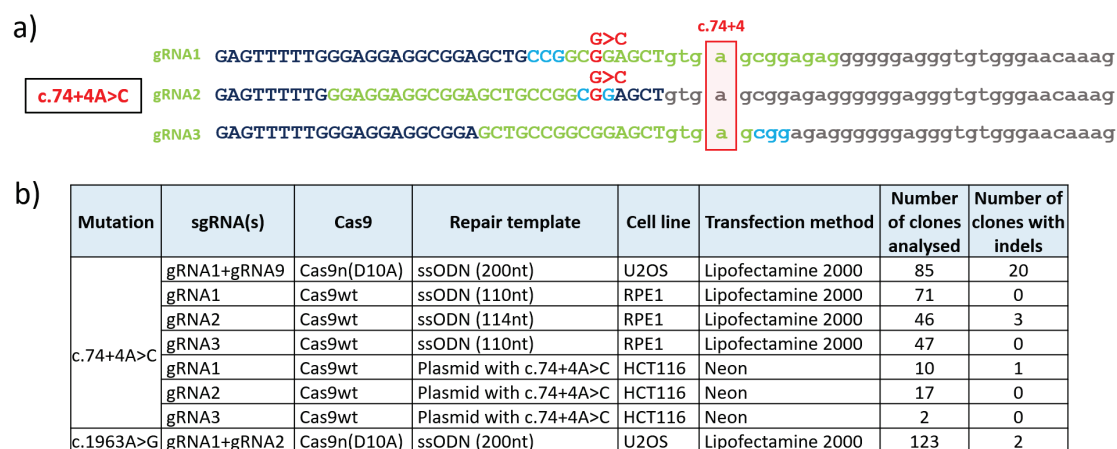 a)
c.74+4
G>C
gRNA1 GAGTTTTTGGGAGGAGGCGGAGCTGCCGGCGGAGCTgtg a gcggagaggggggagggtgtgggaacaaag
G>C
c.74+4A>C
gRNA2 GAGTTTTTGGGAGGAGGCGGAGCTGCCGGCGGAGCTgtg a gcggagaggggggagggtgtgggaacaaag
gRNA3 GAGTTTTTGGGAGGAGGCGGAGCTGCCGGCGGAGCTgtg a gcggagaggggggagggtgtgggaacaaag
b)
Mutation sgRNA(s) Cas9 Repair template Cell line Transfection method Number of clones analysed Number of clones with indels
c.74+4A>C
gRNA1+gRNA9 Cas9n(D10A) ssODN (200nt) U2OS Lipofectamine 2000 85 20
gRNA1 Cas9wt ssODN (110nt) RPE1 Lipofectamine 2000 71 0
gRNA2 Cas9wt ssODN (114nt) RPE1 Lipofectamine 2000 46 3
gRNA3 Cas9wt ssODN (110nt) RPE1 Lipofectamine 2000 47 0
gRNA1 Cas9wt Plasmid with c.74+4A>C HCT116 Neon 10 1
gRNA2 Cas9wt Plasmid with c.74+4A>C HCT116 Neon 17 0
gRNA3 Cas9wt Plasmid with c.74+4A>C HCT116 Neon 2 0
c.1963A>G gRNA1+gRNA2 Cas9n(D10A) ssODN (200nt) U2OS Lipofectamine 2000 123 2